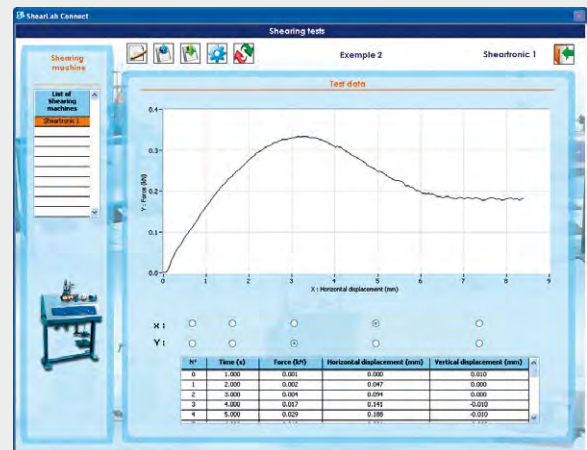 ShearLab Connect
Shearing tests
Shearing
machine
Exemple 2
Sheartronic 1
List of
Shearing
machines
Sheartronic 1
Test data
Y : Force (kN)
0.4
0.3
0.2
0.1
0.0
0 1 2 3 4 5 6 7 8 9
X : Horizontal displacement (mm)
X :
Y :
N° Time (s) Force (kN) Horizontal displacement (mm) Vertical displacement (mm)
0 1.000 0.001 0.000 0.010
1 2.000 0.002 0.047 0.000
2 3.000 0.004 0.094 0.000
3 4.000 0.017 0.141 -0.010
4 5.000 0.029 0.188 -0.010